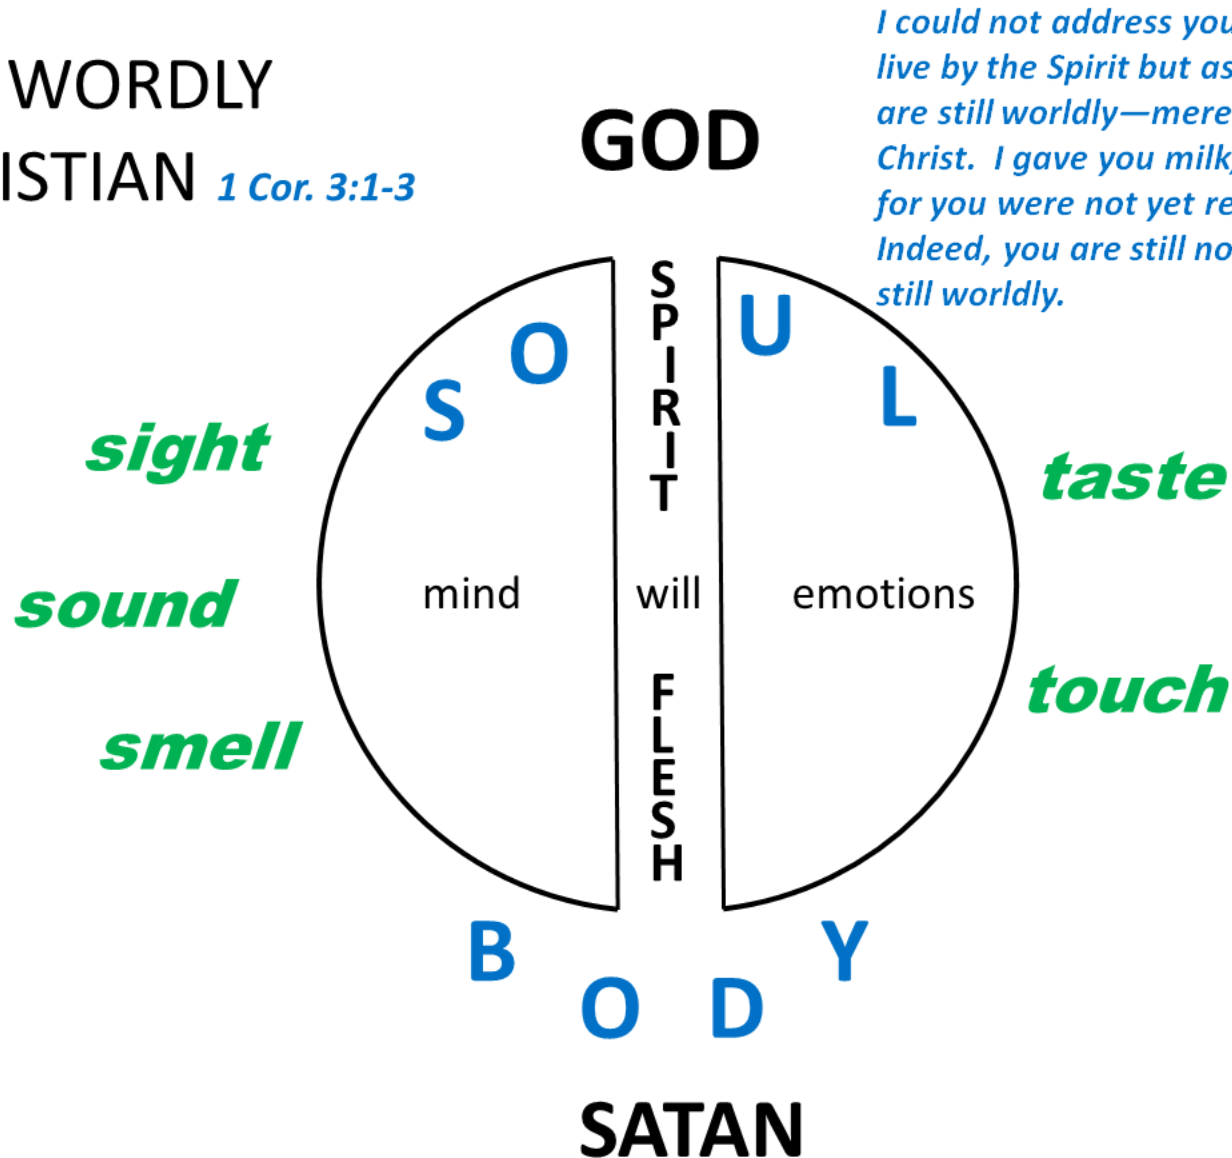 WORDLY
ISTIAN 1 Cor. 3:1-3
I could not address you
live by the Spirit but as
are still worldly—mere
Christ.  I gave you milk,
for you were not yet re
Indeed, you are still no
still worldly.
GOD
SOUL
SPIRIT
sight
sound
smell
mind
will
emotions
taste
touch
FLESH
BODY
SATAN